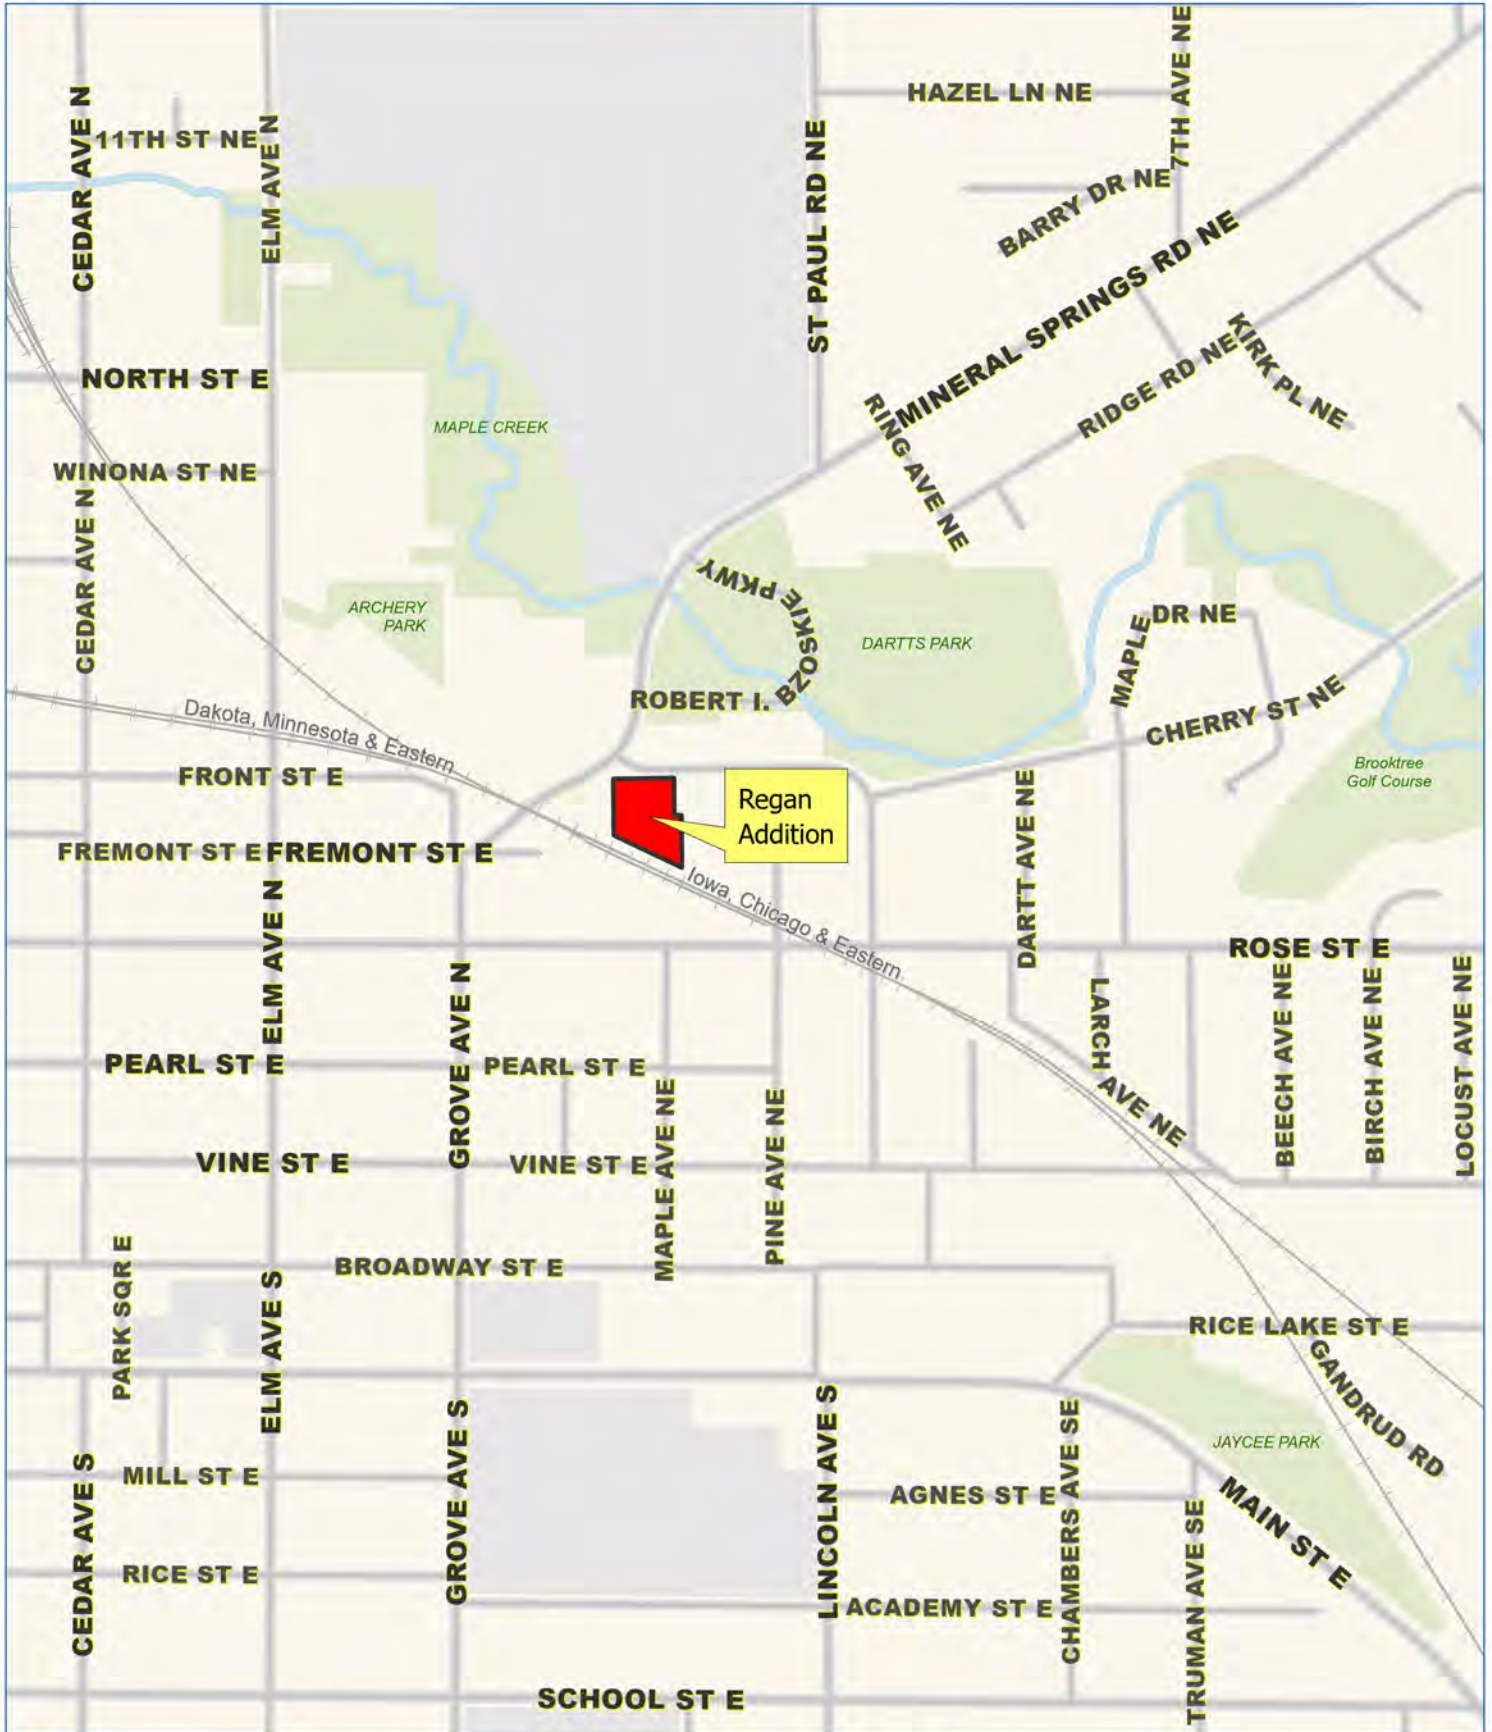 HAZEL LN NE
7TH AVE NE
CEDAR AVE N
11TH ST NE
ELM AVE N
ST PAUL RD NE
BARRY DR NE
MINERAL SPRINGS RD NE
KIRK PL NE
RIDGE RD NE
NORTH ST E
RING AVE NE
MAPLE CREEK
WINONA ST NE
CEDAR AVE N
ARCHERY
PARK
ROBERT I. BZOSKIE PKWY
DARTTS PARK
MAPLE DR NE
CHERRY ST NE
Dakota, Minnesota & Eastern
FRONT ST E
Brooktree
Golf Course
Regan
Addition
DARTT AVE NE
FREMONT ST E
FREMONT ST E
Iowa, Chicago & Eastern
ELM AVE N
ROSE ST E
GROVE AVE N
LARCH AVE NE
BEECH AVE NE
BIRCH AVE NE
LOCUST AVE NE
PEARL ST E
PEARL ST E
MAPLE AVE NE
PINE AVE NE
VINE ST E
VINE ST E
PARK SQR E
BROADWAY ST E
ELM AVE S
RICE LAKE ST E
GANDRUD RD
JAYCEE PARK
CEDAR AVE S
GROVE AVE S
LINCOLN AVE S
CHAMBERS AVE SE
MILL ST E
AGNES ST E
MAIN ST E
TRUMAN AVE SE
RICE ST E
ACADEMY ST E
SCHOOL ST E